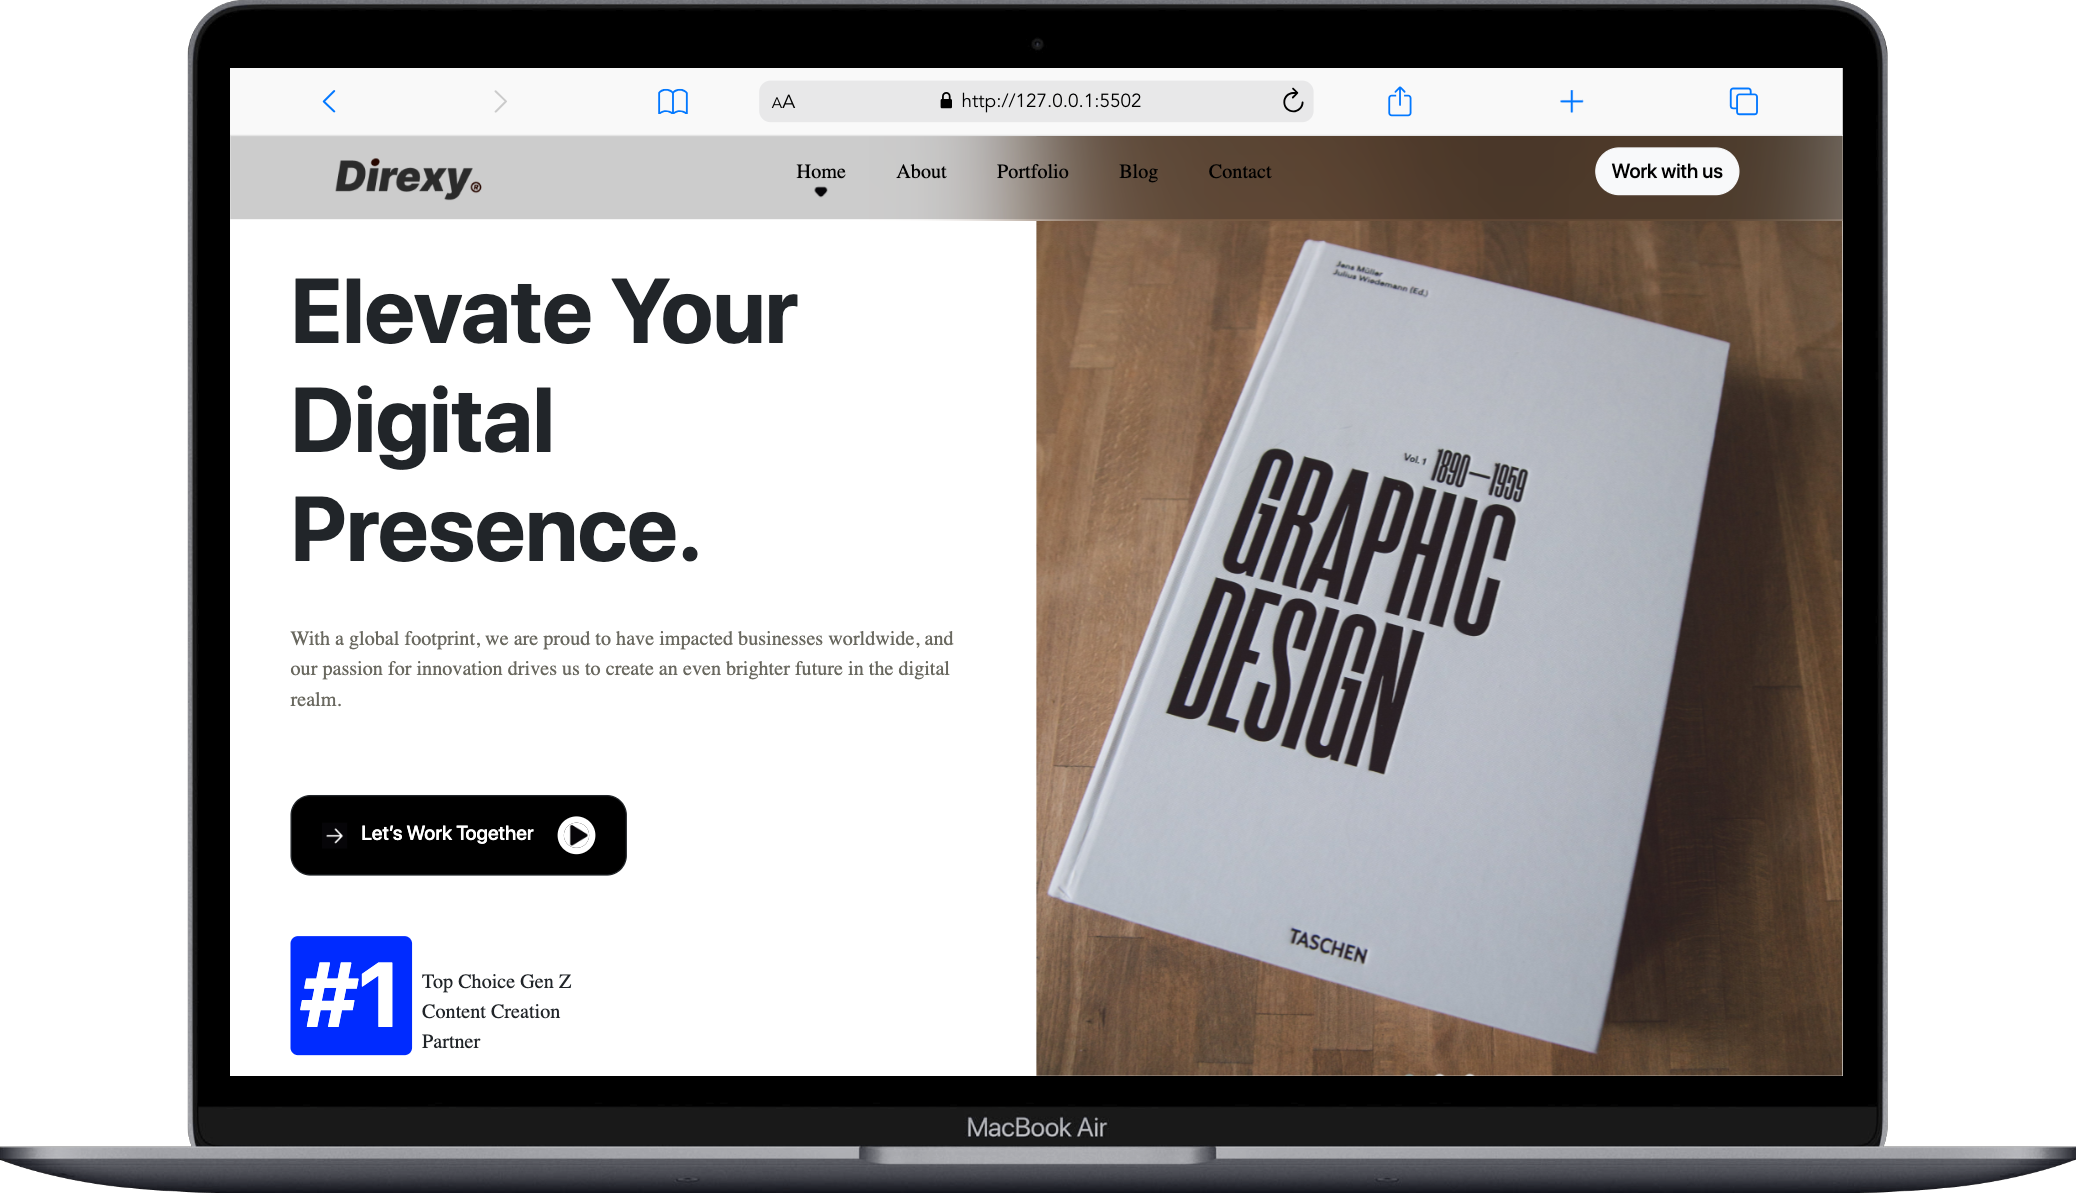 AA
http://127.0.0.1:5502
Direxy®
Home
About
Portfolio
Blog
Contact
Work with us
Elevate Your
Digital
Presence.
With a global footprint, we are proud to have impacted businesses worldwide, and
our passion for innovation drives us to create an even brighter future in the digital
realm.
→ Let's Work Together
#1
Top Choice Gen Z
Content Creation
Partner
Jens Müller
Julius Wiedemann (Ed.)
Vol. 1 1890—1959
GRAPHIC
DESIGN
TASCHEN
MacBook Air